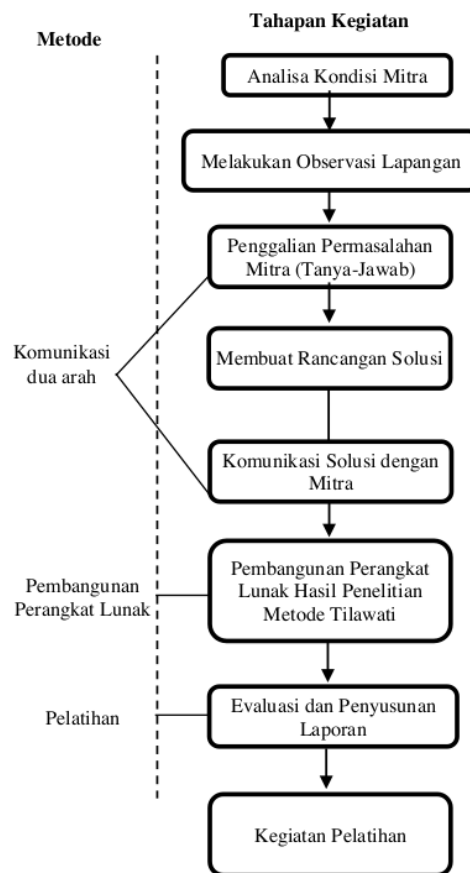 Metode
Tahapan Kegiatan
Analisa Kondisi Mitra
Melakukan Observasi Lapangan
Penggalian Permasalahan
Mitra (Tanya-Jawab)
Komunikasi
dua arah
Membuat Rancangan Solusi
Komunikasi Solusi dengan
Mitra
Pembangunan
Perangkat Lunak
Pembangunan Perangkat
Lunak Hasil Penelitian
Metode Tilawati
Pelatihan
Evaluasi dan Penyusunan
Laporan
Kegiatan Pelatihan